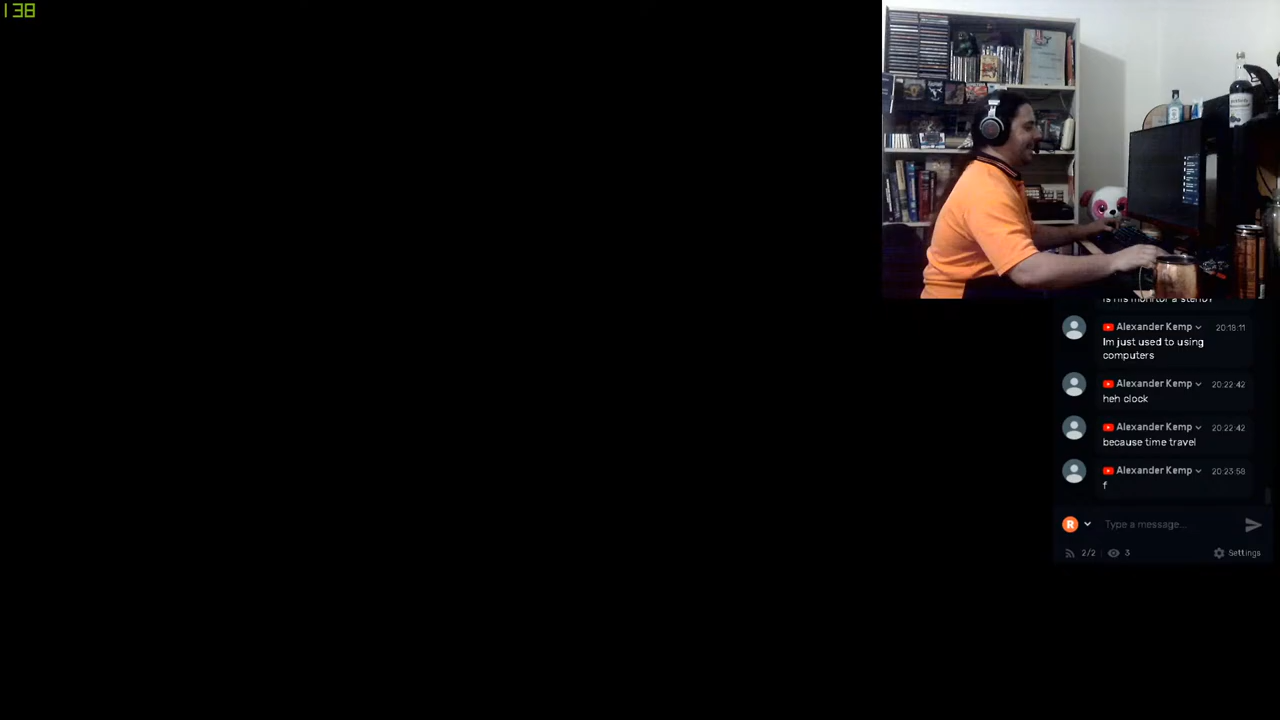 138
Alexander Kemp 20:18:11
Im just used to using
computers
Alexander Kemp 20:22:42
heh clock
Alexander Kemp 20:22:42
because time travel
Alexander Kemp 20:23:58
f
R
Type a message...
2/2 3 Settings